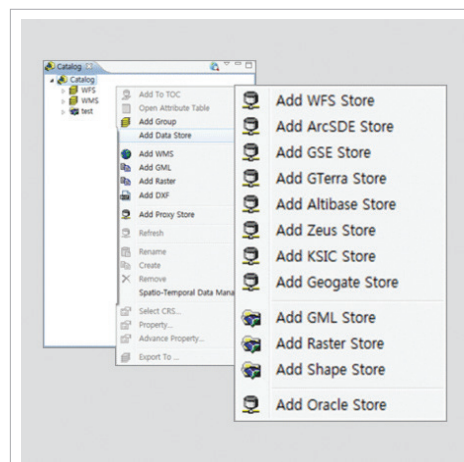 Catalog
Catalog
WFS
WMS
test
Add To TOC
Open Attribute Table
Add Group
Add Data Store
Add WMS
Add GML
Add Raster
Add DXF
Add Proxy Store
Refresh
Rename
Create
Remove
Spatio-Temporal Data Mana
Select CRS...
Property...
Advance Property...
Export To ...
Add WFS Store
Add ArcSDE Store
Add GSE Store
Add GTerra Store
Add Altibase Store
Add Zeus Store
Add KSIC Store
Add Geogate Store
Add GML Store
Add Raster Store
Add Shape Store
Add Oracle Store